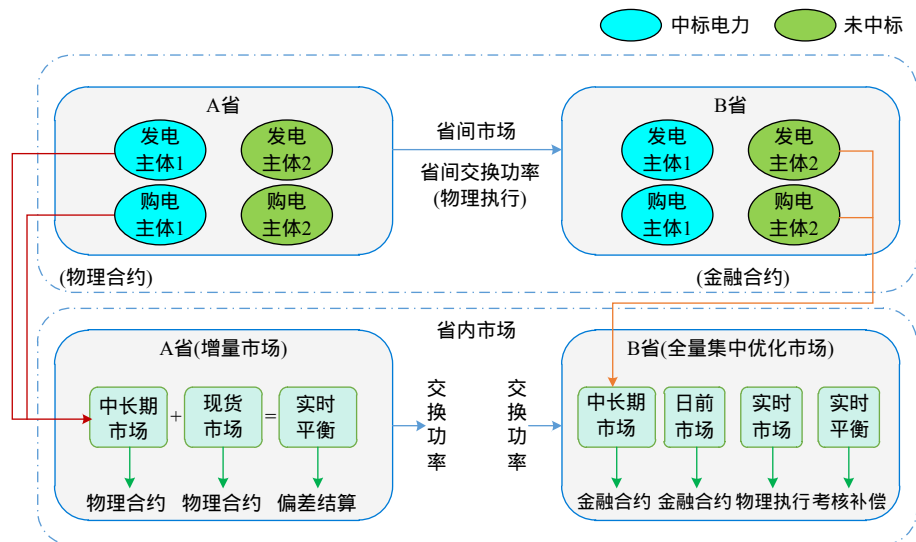 中标电力
未中标
A省
B省
发电
主体1
发电
主体2
购电
主体1
购电
主体2
省间市场
省间交换功率
(物理执行)
发电
主体1
发电
主体2
购电
主体1
购电
主体2
(物理合约)
(金融合约)
省内市场
A省(增量市场)
B省(全量集中优化市场)
中长期
市场
+
现货
市场
=
实时
平衡
交换功率
交换功率
中长期
市场
日前
市场
实时
市场
实时
平衡
物理合约
物理合约
偏差结算
金融合约
金融合约
物理执行
考核补偿